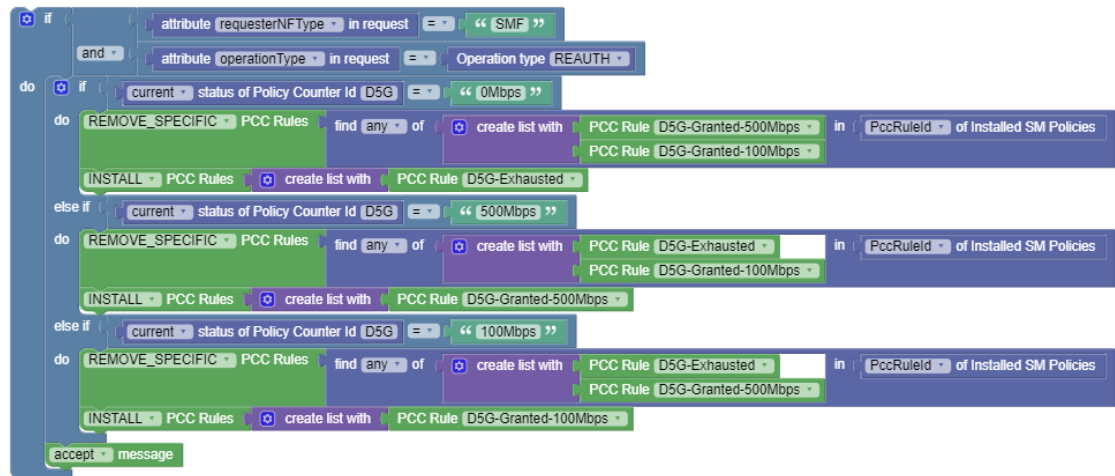 if attribute requesterNFType in request = “ SMF ”
and attribute operationType in request = Operation type REAUTH
do if current status of Policy Counter Id D5G = “ 0Mbps ”
do REMOVE_SPECIFIC PCC Rules find any of create list with PCC Rule D5G-Granted-500Mbps in PccRuleId of Installed SM Policies
PCC Rule D5G-Granted-100Mbps
INSTALL PCC Rules create list with PCC Rule D5G-Exhausted
else if current status of Policy Counter Id D5G = “ 500Mbps ”
do REMOVE_SPECIFIC PCC Rules find any of create list with PCC Rule D5G-Exhausted in PccRuleId of Installed SM Policies
PCC Rule D5G-Granted-100Mbps
INSTALL PCC Rules create list with PCC Rule D5G-Granted-500Mbps
else if current status of Policy Counter Id D5G = “ 100Mbps ”
do REMOVE_SPECIFIC PCC Rules find any of create list with PCC Rule D5G-Exhausted in PccRuleId of Installed SM Policies
PCC Rule D5G-Granted-500Mbps
INSTALL PCC Rules create list with PCC Rule D5G-Granted-100Mbps
accept message